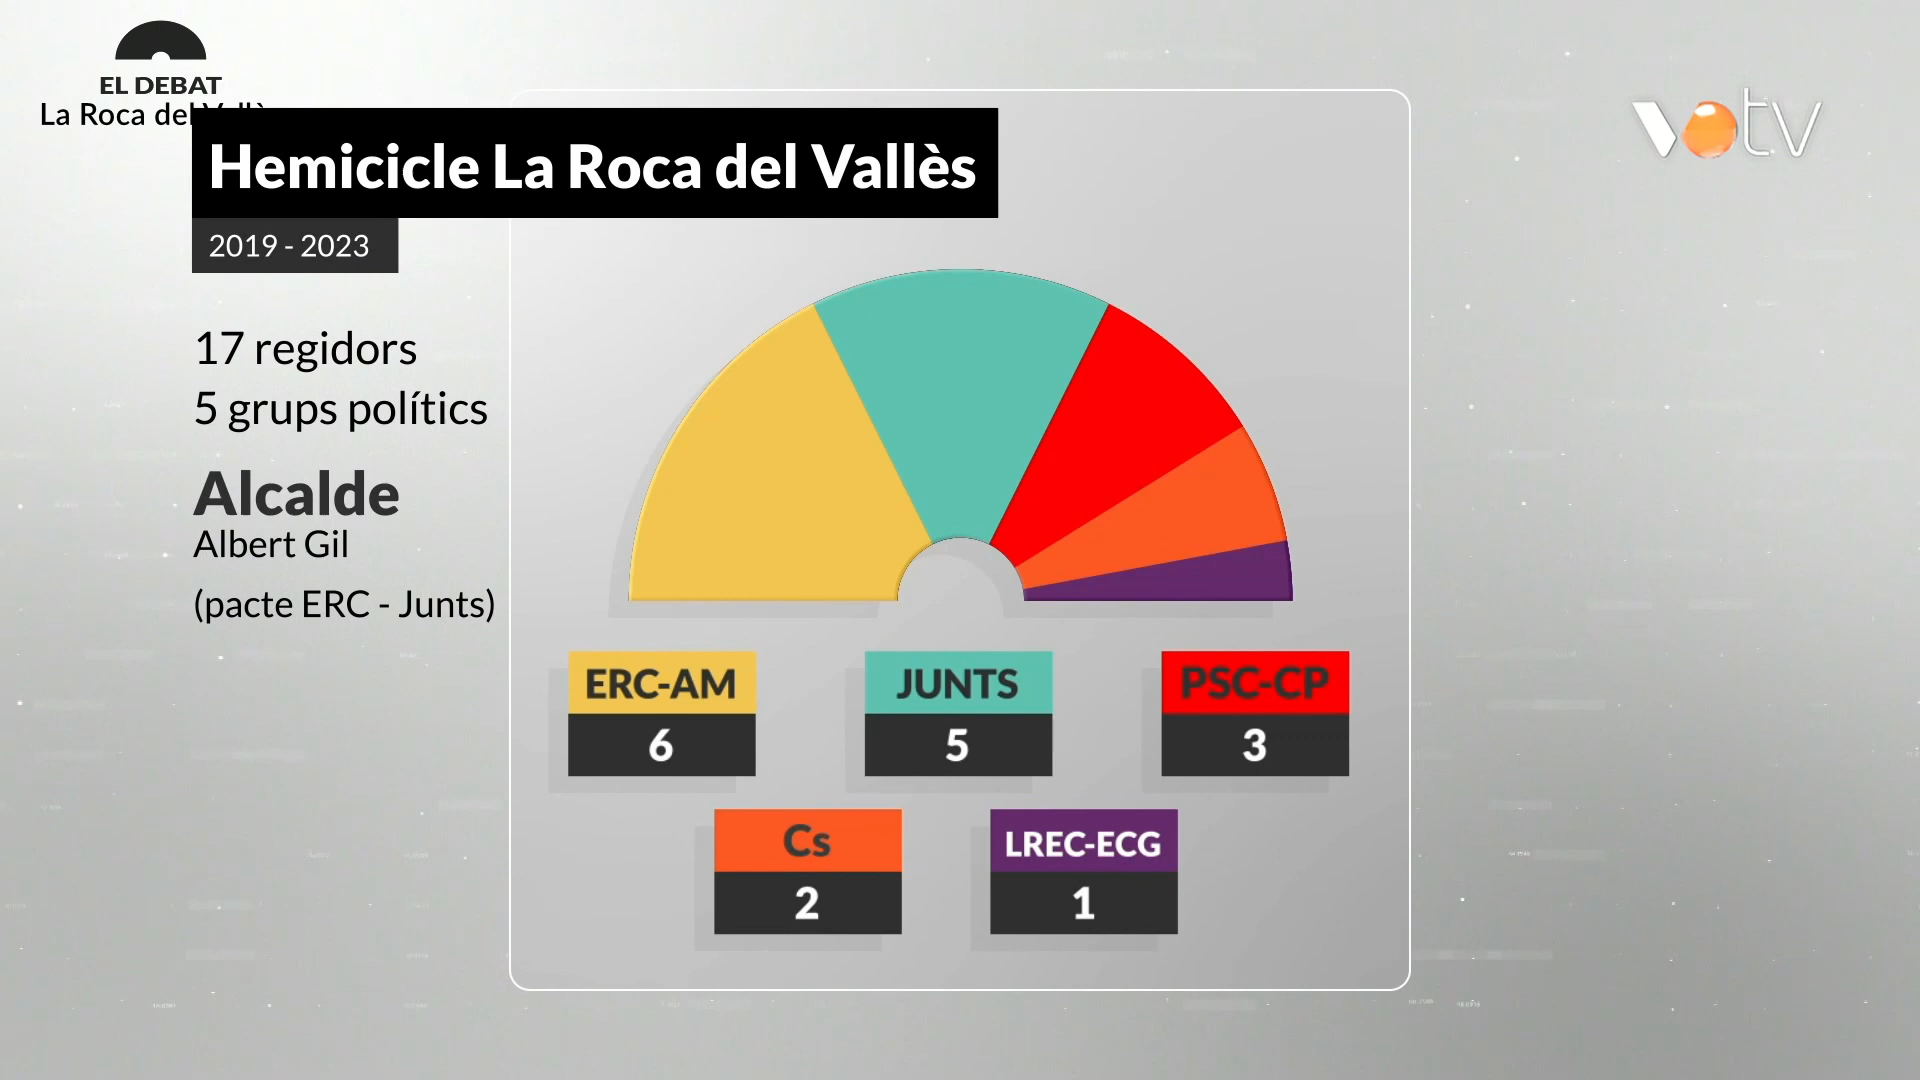 EL DEBAT
La Roca del
votv
Hemicicle La Roca del Vallès
2019 - 2023
17 regidors
5 grups polítics
Alcalde
Albert Gil
(pacte ERC - Junts)
ERC-AM
6
JUNTS
5
PSC-CP
3
Cs
2
LREC-ECG
1